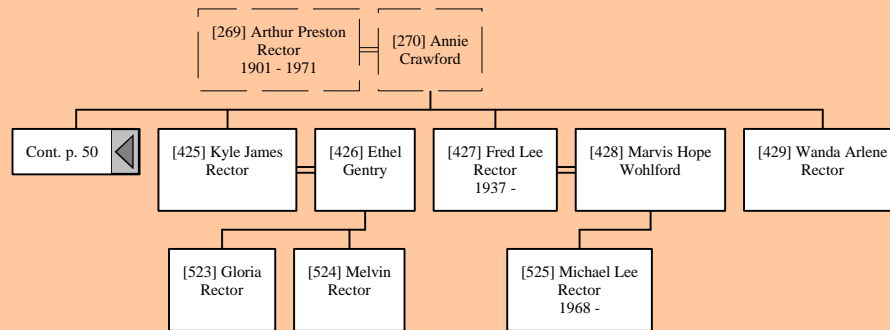 [269] Arthur Preston
Rector
1901 - 1971
[270] Annie
Crawford
Cont. p. 50
[425] Kyle James
Rector
[426] Ethel
Gentry
[427] Fred Lee
Rector
1937 -
[428] Marvis Hope
Wohlford
[429] Wanda Arlene
Rector
[523] Gloria
Rector
[524] Melvin
Rector
[525] Michael Lee
Rector
1968 -